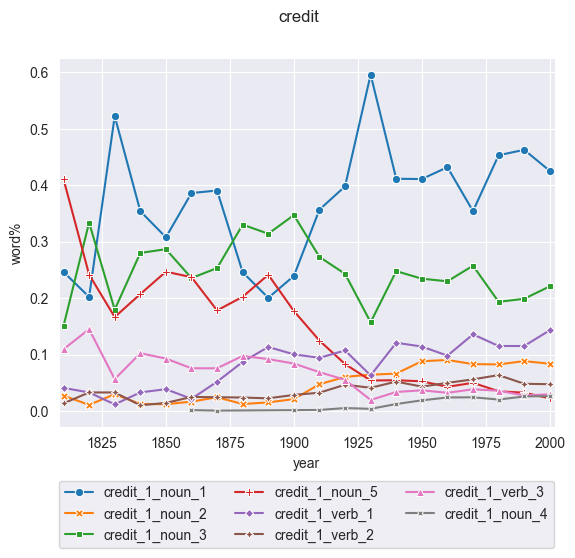 credit
0.6
0.5
0.4
0.3
0.2
0.1
0.0
word%
1825 1850 1875 1900 1925 1950 1975 2000
year
credit_1_noun_1 credit_1_noun_5 credit_1_verb_3
credit_1_noun_2 credit_1_verb_1 credit_1_noun_4
credit_1_noun_3 credit_1_verb_2